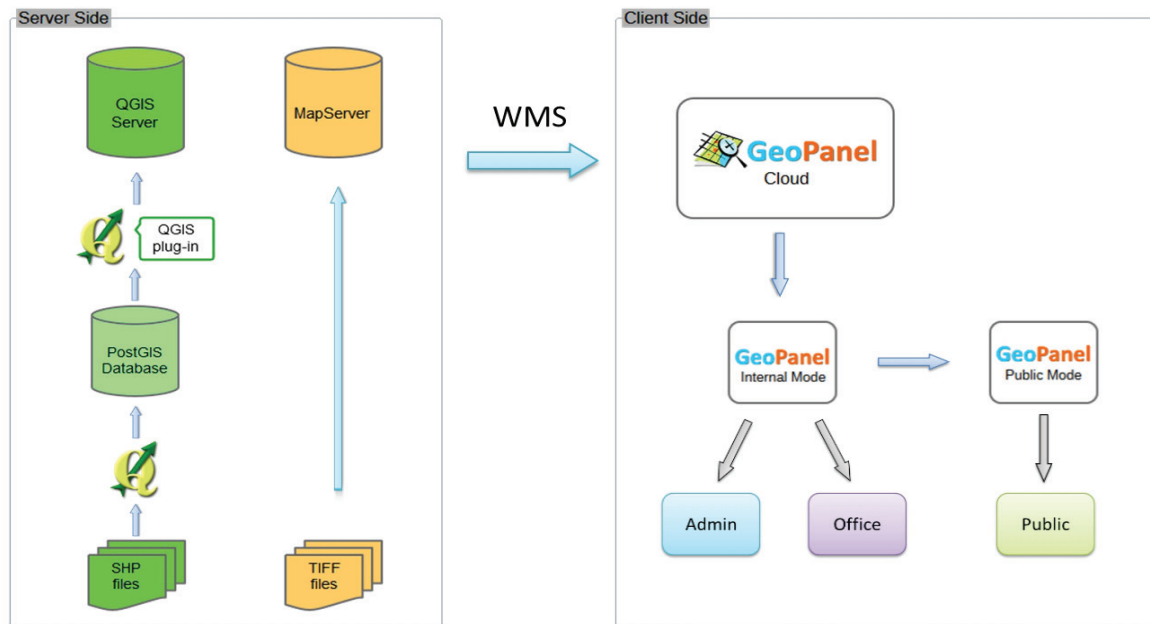 Server Side
QGIS
Server
MapServer
QGIS
plug-in
PostGIS
Database
SHP
files
TIFF
files
WMS
Client Side
GeoPanel
Cloud
GeoPanel
Internal Mode
GeoPanel
Public Mode
Admin
Office
Public